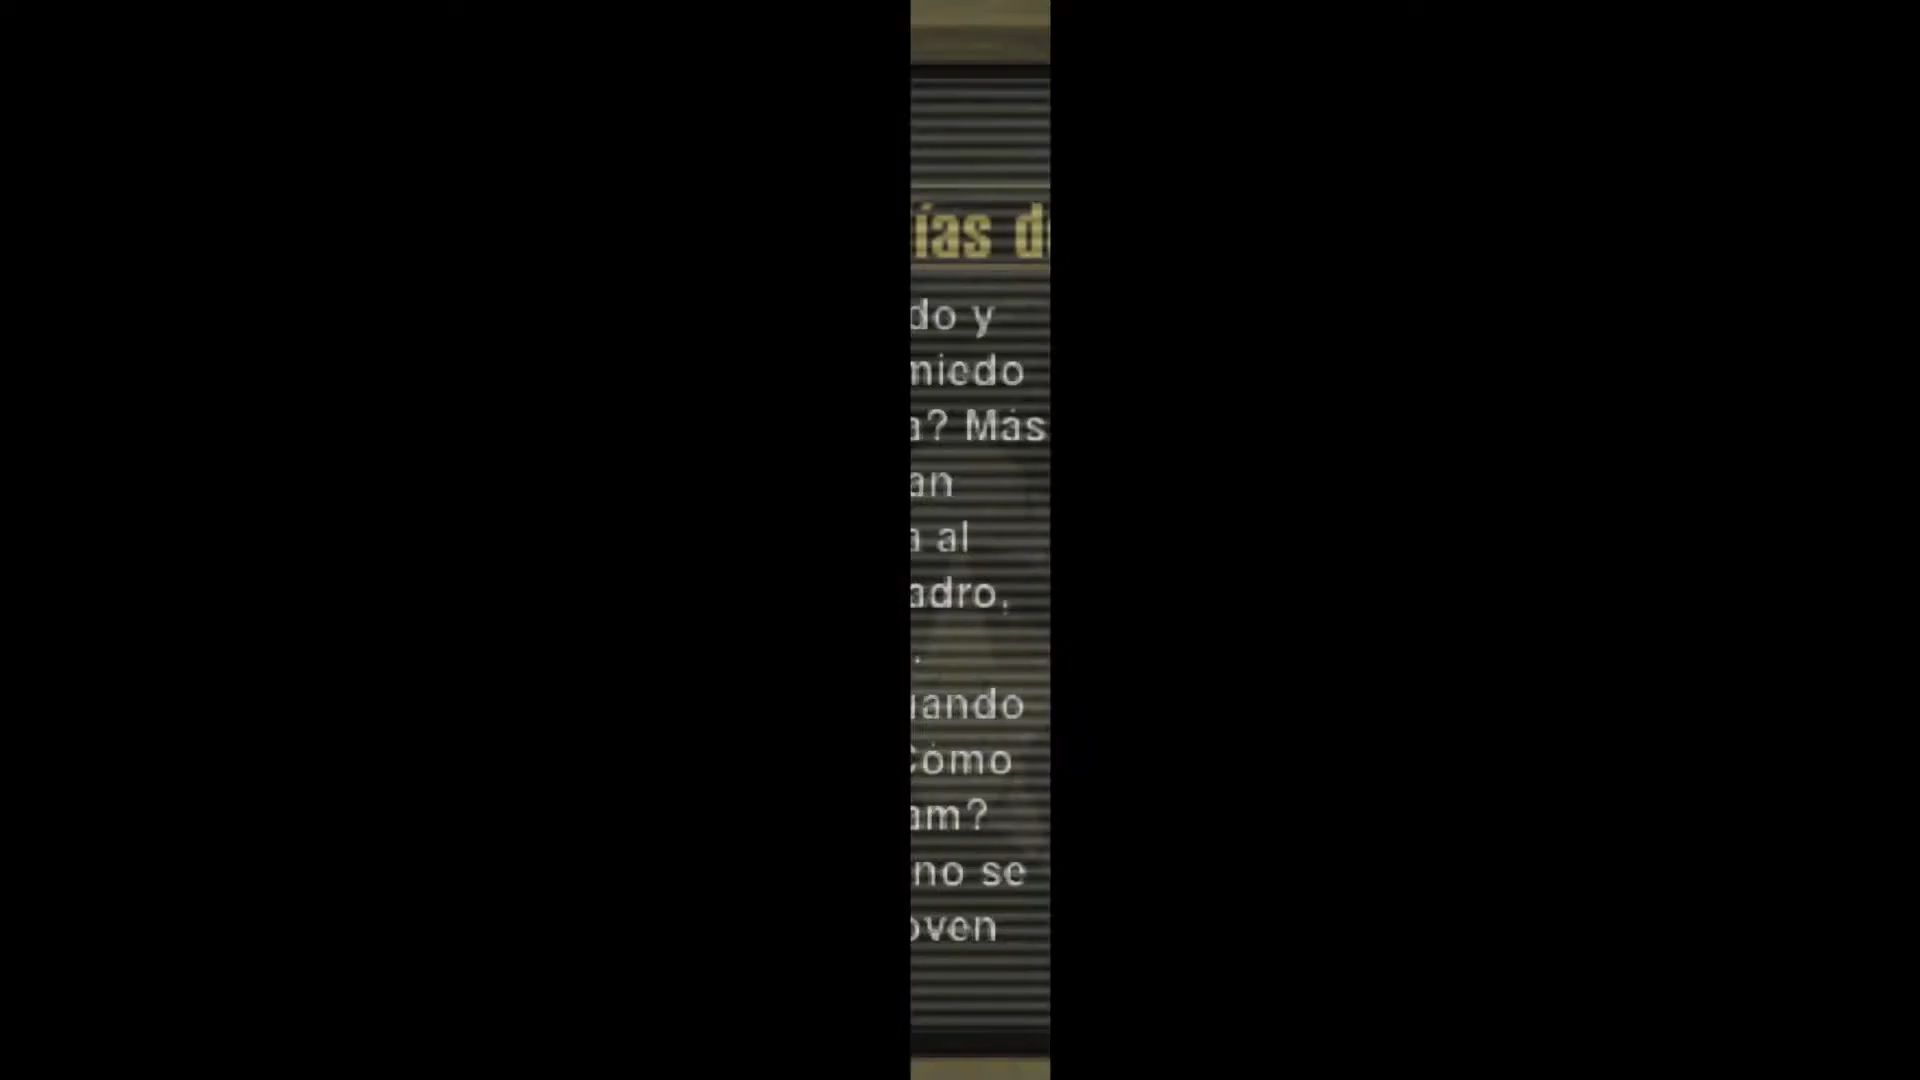 ías d
do y
miedo
a? Más
an
a al
adro,
.
uando
Cómo
am?
no se
oven